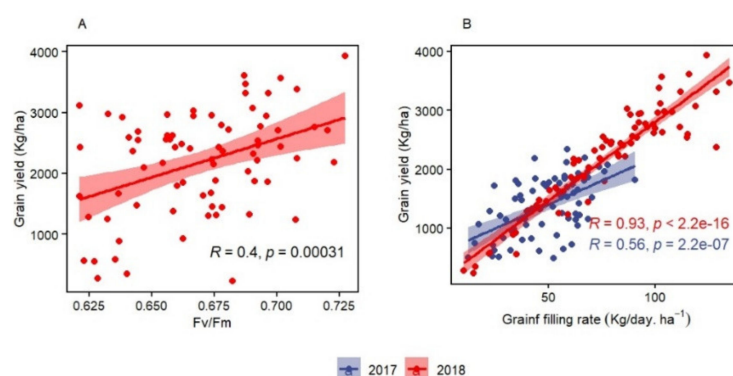 A
B
4000
3000
2000
1000
Grain yield (Kg/ha)
0.625
0.650
0.675
0.700
0.725
Fv/Fm
R = 0.4, p = 0.00031
4000
3000
2000
1000
0
Grain yield (Kg/ha)
50
100
Grainf filling rate (Kg/day. ha⁻¹)
R = 0.93, p < 2.2e-16
R = 0.56, p = 2.2e-07
2017
2018